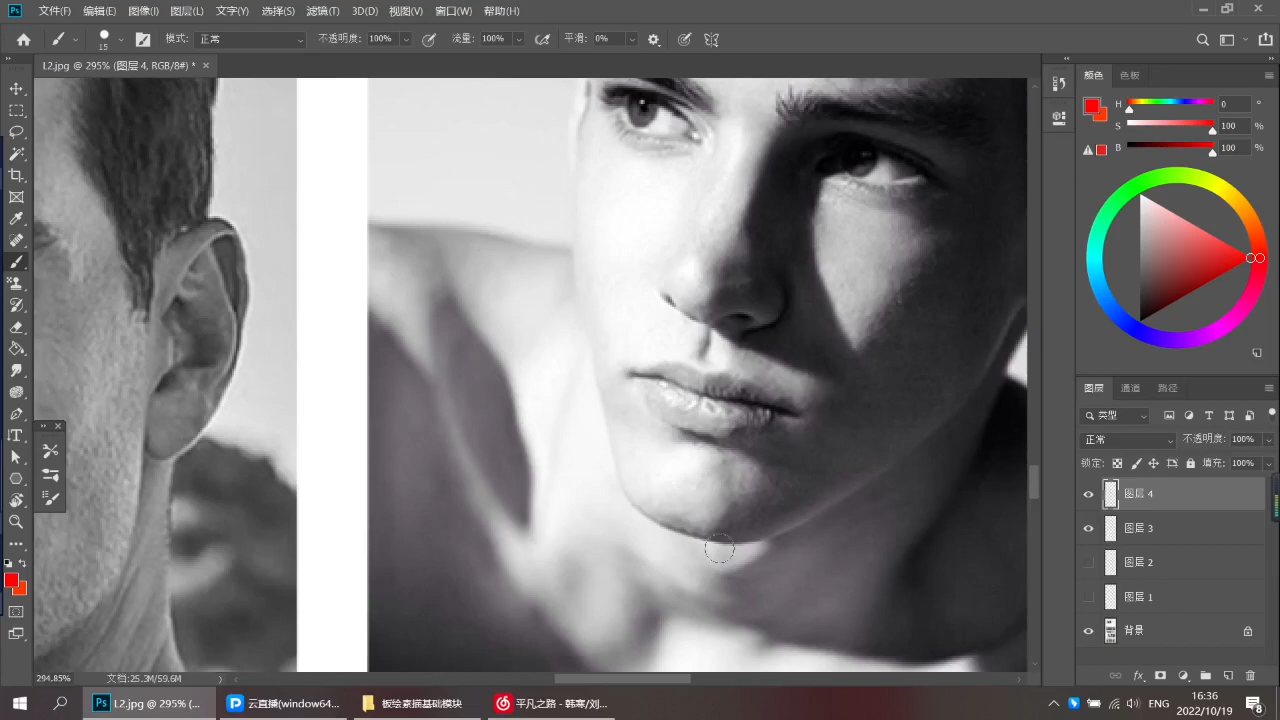 Ps 文件(F) 编辑(E) 图像(I) 图层(L) 文字(Y) 选择(S) 滤镜(T) 3D(D) 视图(V) 窗口(W) 帮助(H)
15 模式: 正常 不透明度: 100% 流量: 100% 平滑: 0%
L2.jpg @ 295% (图层 4, RGB/8#) * ×
颜色 色板
H 0 °
S 100 %
B 100 %
图层 通道 路径
类型
正常 不透明度: 100%
锁定: 填充: 100%
图层 4
图层 3
图层 2
图层 1
背景
294.85% 文档:25.3M/59.6M
Ps L2.jpg @ 295% (...
云直播(window64...
板绘素描基础模块
平凡之路 - 韩寒/刘...
ENG
16:36
2022/10/19
8